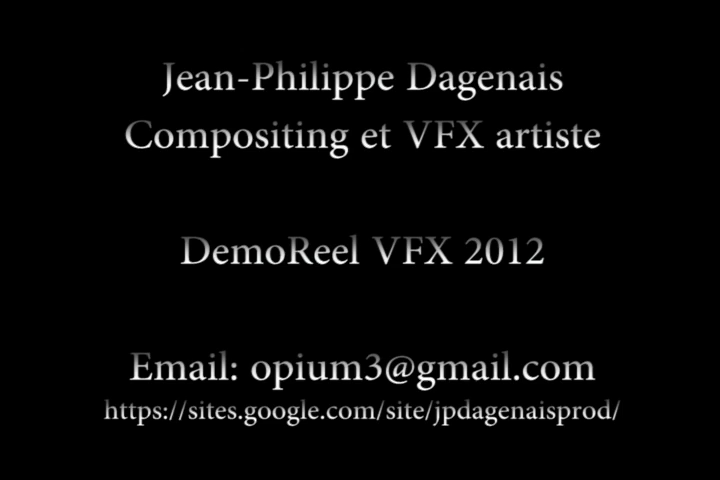 Jean-Philippe Dagenais
Compositing et VFX artiste
DemoReel VFX 2012
Email: opium3@gmail.com
https://sites.google.com/site/jpdagenaisprod/